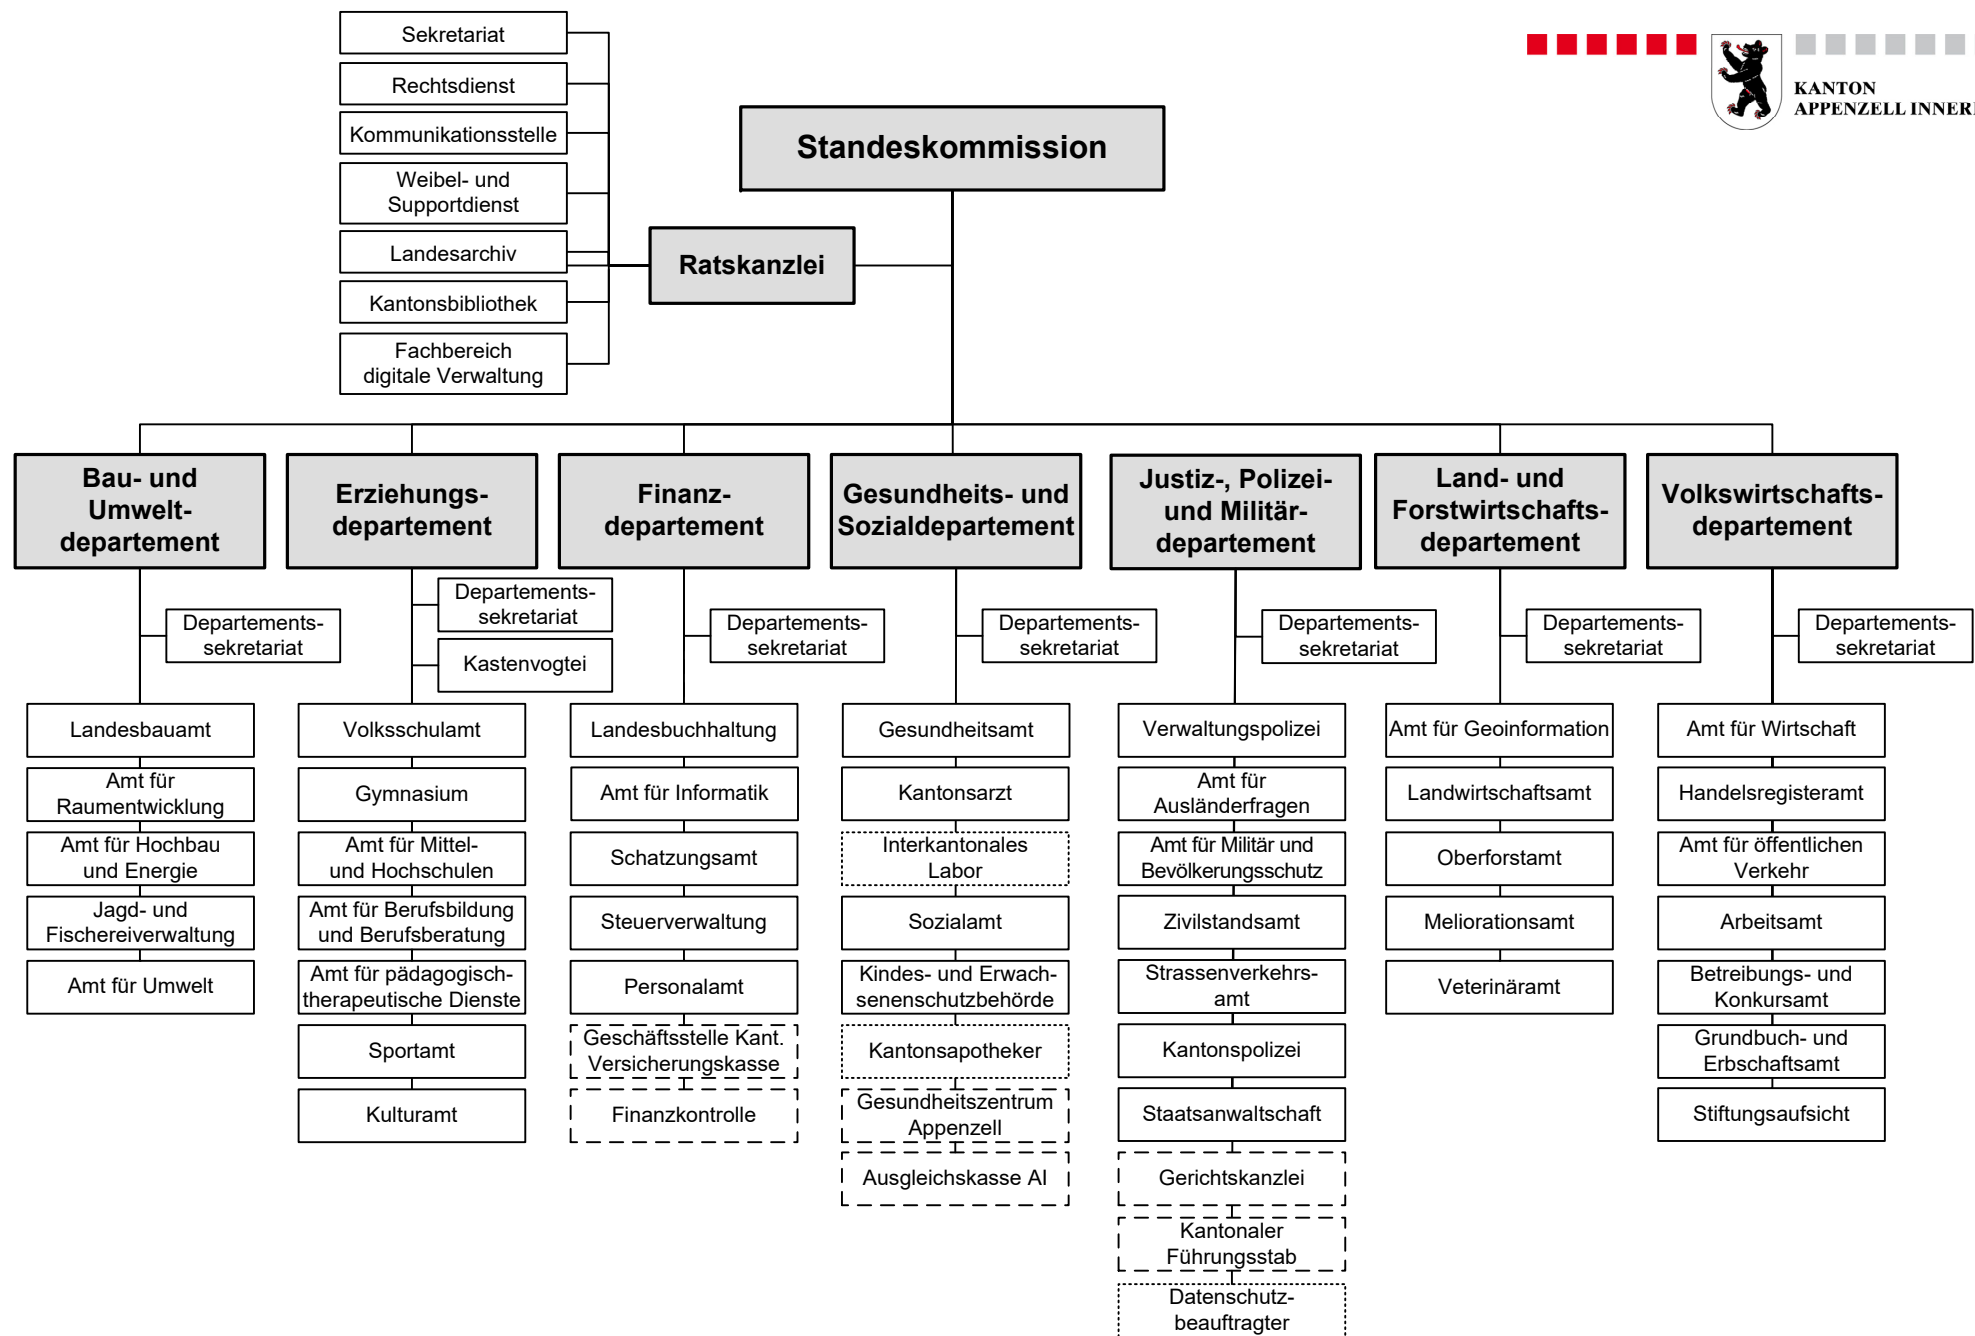 Sekretariat
Rechtsdienst
Kommunikationsstelle
Weibel- und
Supportdienst
Landesarchiv
Kantonsbibliothek
Fachbereich
digitale Verwaltung
KANTON
APPENZELL INNER
Standeskommission
Ratskanzlei
Bau- und
Umwelt-
departement
Departements-
sekretariat
Landesbauamt
Amt für
Raumentwicklung
Amt für Hochbau
und Energie
Jagd- und
Fischereiverwaltung
Amt für Umwelt
Erziehungs-
departement
Departements-
sekretariat
Kastenvogtei
Volksschulamt
Gymnasium
Amt für Mittel-
und Hochschulen
Amt für Berufsbildung
und Berufsberatung
Amt für pädagogisch-
therapeutische Dienste
Sportamt
Kulturamt
Finanz-
departement
Departements-
sekretariat
Landesbuchhaltung
Amt für Informatik
Schatzungsamt
Steuerverwaltung
Personalamt
Geschäftsstelle Kant.
Versicherungskasse
Finanzkontrolle
Gesundheits- und
Sozialdepartement
Departements-
sekretariat
Gesundheitsamt
Kantonsarzt
Interkantonales
Labor
Sozialamt
Kindes- und Erwach-
senenschutzbehörde
Kantonsapotheker
Gesundheitszentrum
Appenzell
Ausgleichskasse AI
Justiz-, Polizei-
und Militär-
departement
Departements-
sekretariat
Verwaltungspolizei
Amt für
Ausländerfragen
Amt für Militär und
Bevölkerungsschutz
Zivilstandsamt
Strassenverkehrs-
amt
Kantonspolizei
Staatsanwaltschaft
Gerichtskanzlei
Kantonaler
Führungsstab
Datenschutz-
beauftragter
Land- und
Forstwirtschafts-
departement
Departements-
sekretariat
Amt für Geoinformation
Landwirtschaftsamt
Oberforstamt
Meliorationsamt
Veterinäramt
Volkswirtschafts-
departement
Departements-
sekretariat
Amt für Wirtschaft
Handelsregisteramt
Amt für öffentlichen
Verkehr
Arbeitsamt
Betreibungs- und
Konkursamt
Grundbuch- und
Erbschaftsamt
Stiftungsaufsicht